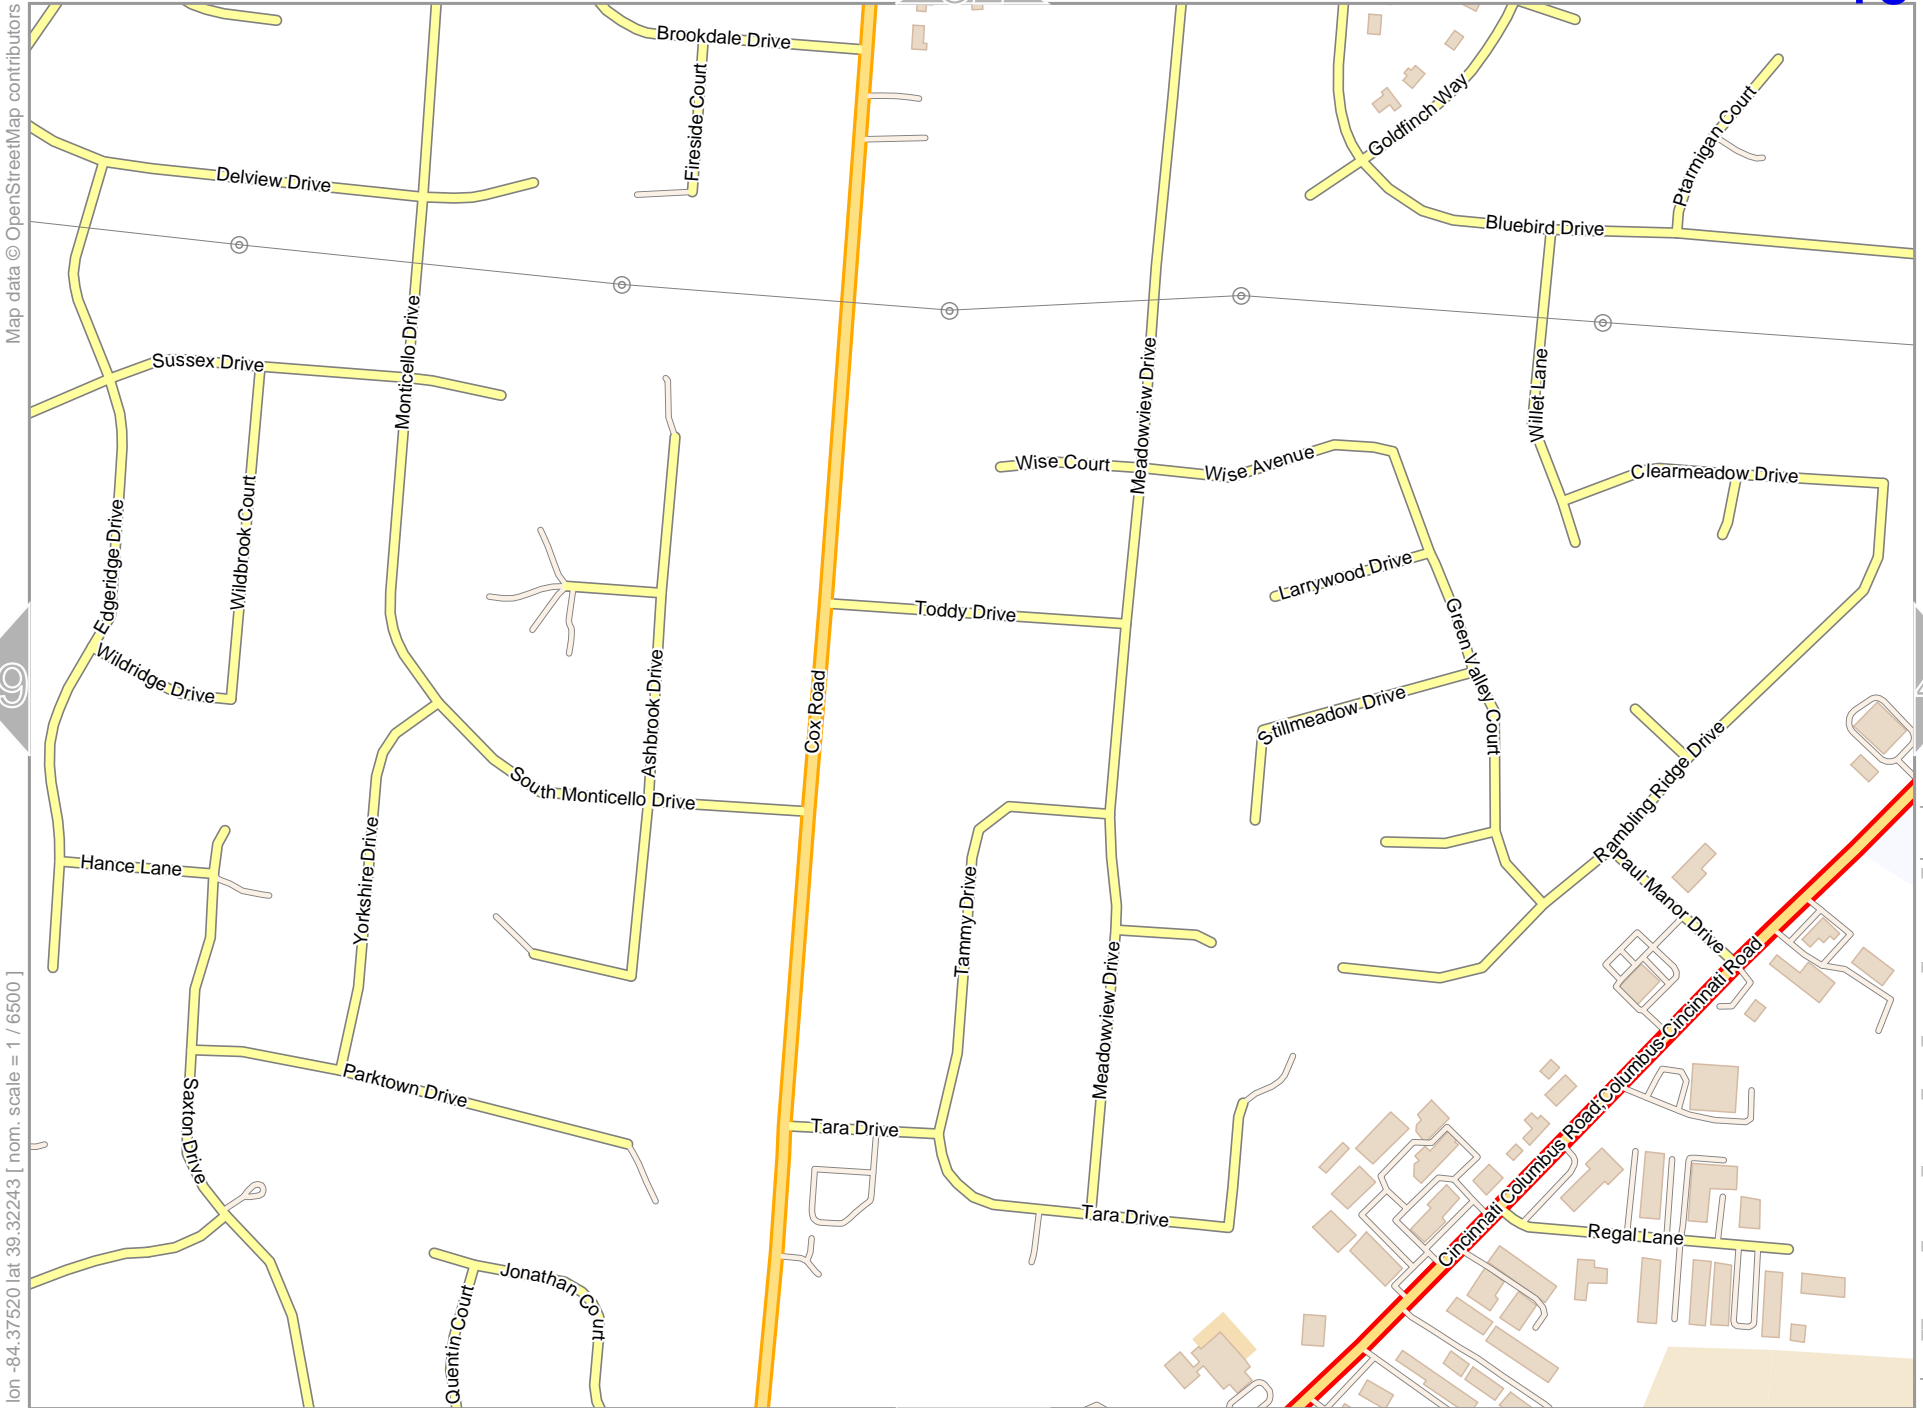 Map data © OpenStreetMap contributors
Brookdale Drive
Fireside Court
Goldfinch Way
Ptarmigan Court
Delview Drive
Bluebird Drive
Monticello Drive
Sussex Drive
Meadowview Drive
Willet Lane
Wise Court
Wise Avenue
Clearmeadow Drive
Edgeridge Drive
Wildbrook Court
Larrywood Drive
Toddy Drive
Green Valley Court
Wildridge Drive
Ashbrook Drive
Cox Road
Stillmeadow Drive
9
South Monticello Drive
Rambling Ridge Drive
Hance Lane
Yorkshire Drive
Paul Manor Drive
Tammy Drive
Meadowview Drive
Cincinnati Columbus Road;Columbus-Cincinnati Road
Parktown Drive
Saxton Drive
Tara Drive
Tara Drive
Regal Lane
Jonathan Court
Quentin Court
lon -84.37520 lat 39.32243 [ nom. scale = 1 / 6500 ]